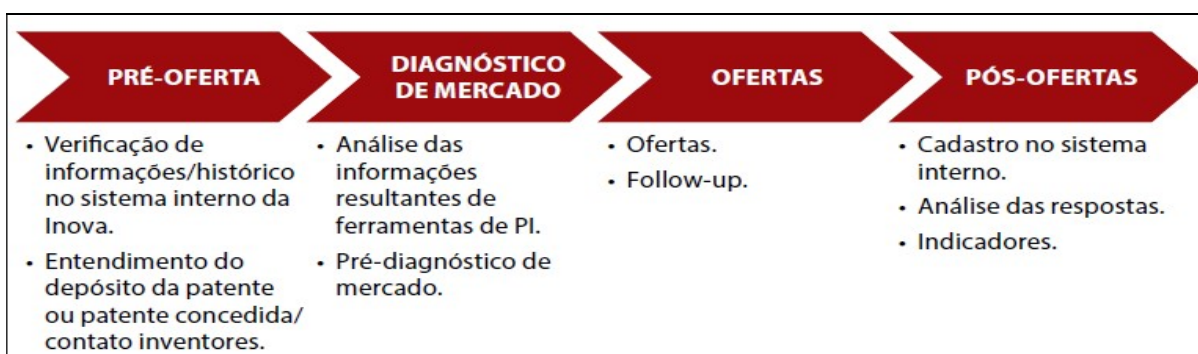 PRÉ-OFERTA
DIAGNÓSTICO
DE MERCADO
OFERTAS
PÓS-OFERTAS
• Verificação de
informações/histórico
no sistema interno da
Inova.
• Entendimento do
depósito da patente
ou patente concedida/
contato inventores.
• Análise das
informações
resultantes de
ferramentas de PI.
• Pré-diagnóstico de
mercado.
• Ofertas.
• Follow-up.
• Cadastro no sistema
interno.
• Análise das respostas.
• Indicadores.